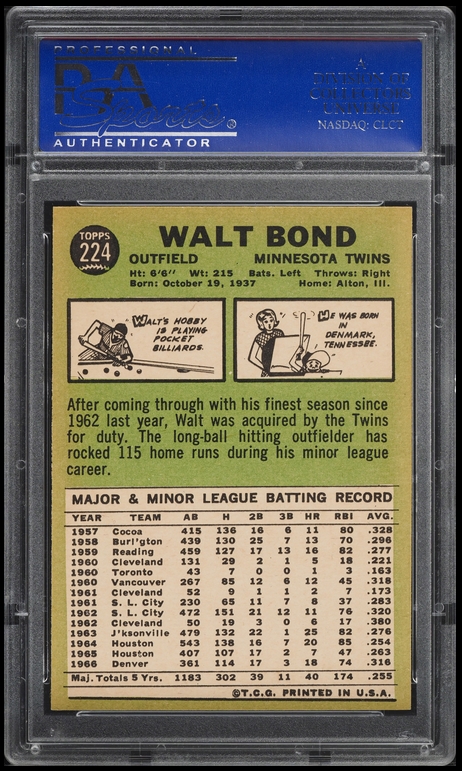 PROFESSIONAL
PSA
Sports®
AUTHENTICATOR
A
DIVISION OF
COLLECTORS
UNIVERSE
NASDAQ: CLCT
TOPPS
224
WALT BOND
OUTFIELD MINNESOTA TWINS
Ht: 6'6" Wt: 215 Bats. Left Throws: Right
Born: October 19, 1937 Home: Alton, Ill.
WALT'S HOBBY
IS PLAYING
POCKET
BILLIARDS.
HE WAS BORN
IN
DENMARK,
TENNESSEE.
After coming through with his finest season since
1962 last year, Walt was acquired by the Twins
for duty. The long-ball hitting outfielder has
rocked 115 home runs during his minor league
career.
MAJOR & MINOR LEAGUE BATTING RECORD
YEAR TEAM AB H 2B 3B HR RBI AVG.
1957 Cocoa 415 136 16 6 11 80 .328
1958 Burl'gton 439 130 25 7 13 70 .296
1959 Reading 459 127 17 13 16 82 .277
1960 Cleveland 131 29 2 1 5 18 .221
1960 Toronto 43 7 0 0 1 3 .163
1960 Vancouver 267 85 12 6 12 45 .318
1961 Cleveland 52 9 1 1 2 7 .173
1961 S. L. City 230 65 11 7 8 37 .283
1962 S. L. City 472 151 21 12 11 76 .320
1962 Cleveland 50 19 3 0 6 17 .380
1963 J'ksonville 479 132 22 1 25 82 .276
1964 Houston 543 138 16 7 20 85 .254
1965 Houston 407 107 17 2 7 47 .263
1966 Denver 361 114 17 3 18 74 .316
Maj. Totals 5 Yrs. 1183 302 39 11 40 174 .255
©T.C.G. PRINTED IN U.S.A.